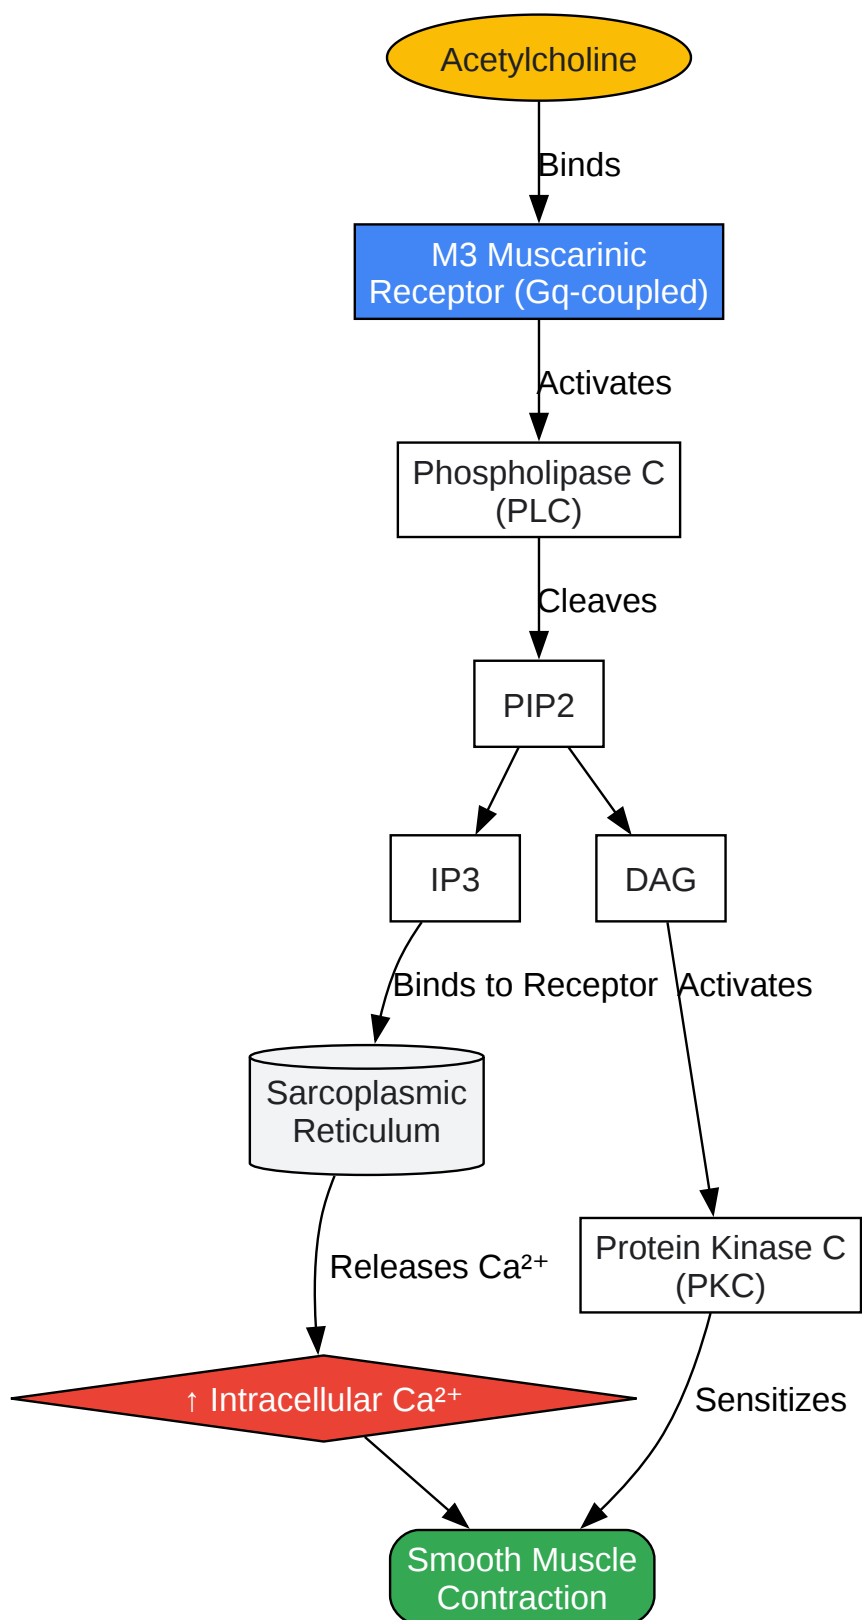 Acetylcholine
Binds
M3 Muscarinic
Receptor (Gq-coupled)
Activates
Phospholipase C
(PLC)
Cleaves
PIP2
IP3
DAG
Binds to Receptor
Activates
Sarcoplasmic
Reticulum
Releases Ca²⁺
Protein Kinase C
(PKC)
↑ Intracellular Ca²⁺
Sensitizes
Smooth Muscle
Contraction